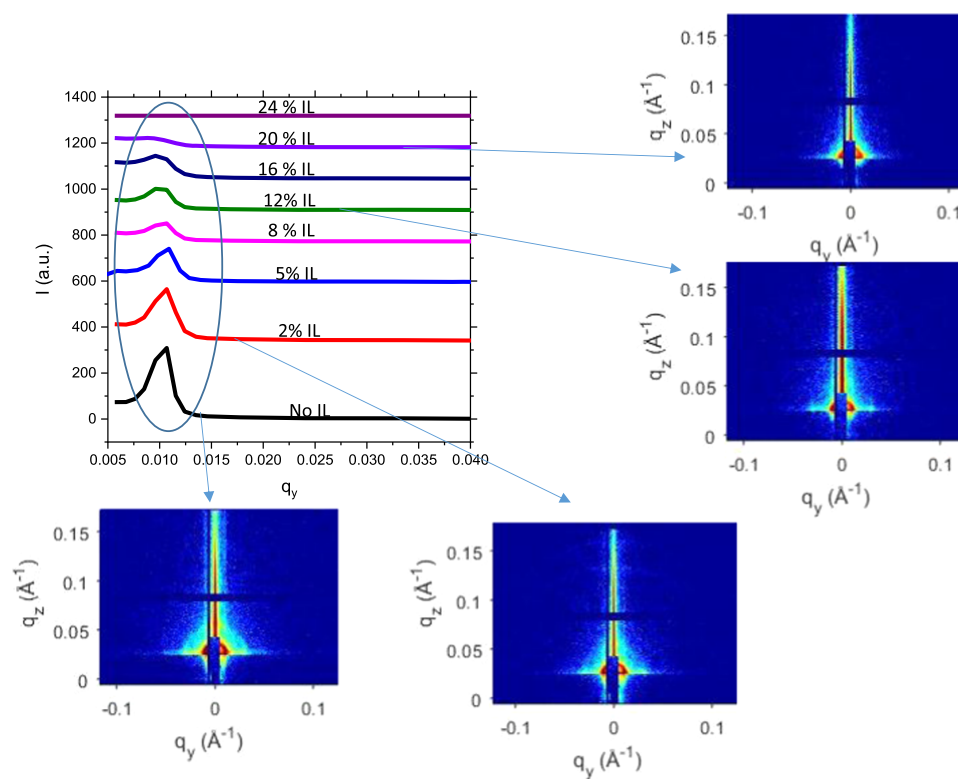 1400
1200
1000
800
600
400
200
0
I (a.u.)
24 % IL
20 % IL
16 % IL
12% IL
8 % IL
5% IL
2% IL
No IL
0.005 0.010 0.015 0.020 0.025 0.030 0.035 0.040
qy
0.15
0.1
0.05
0
qz (Å-1)
-0.1 0 0.1
qy (Å-1)
0.15
0.1
0.05
0
qz (Å-1)
-0.1 0 0.1
qy (Å-1)
0.15
0.1
0.05
0
qz (Å-1)
-0.1 0 0.1
qy (Å-1)
0.15
0.1
0.05
0
qz (Å-1)
-0.1 0 0.1
qy (Å-1)